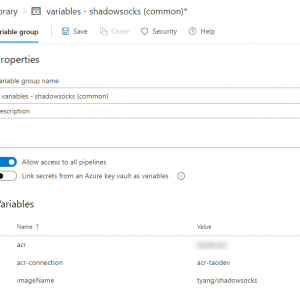 brary > variables - shadowsocks (common)*
ariable group Save Clone Security Help
roperties
ariable group name
variables - shadowsocks (common)
escription
Allow access to all pipelines
Link secrets from an Azure key vault as variables
ariables
Name ↑ Value
acr
acr-connection acr-taodev
imageName tyang/shadowsocks